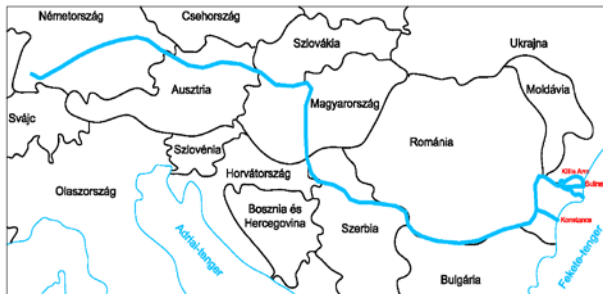 Németország
Csehország
Szlovákia
Ukrajna
Ausztria
Magyarország
Moldávia
Svájc
Szlovénia
Románia
Olaszország
Horvátország
Bosznia és
Hercegovina
Szerbia
Bulgária
Adriai-tenger
Fekete-tenger
Kilila Arm
Sulina
Konstanca